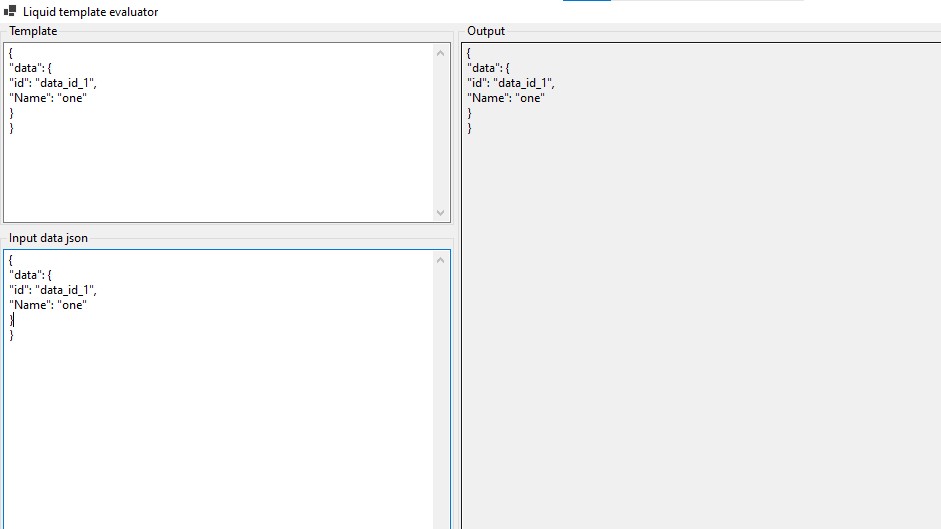 Liquid template evaluator
Template
{
"data": {
"id": "data_id_1",
"Name": "one"
}
}
Input data json
{
"data": {
"id": "data_id_1",
"Name": "one"
}
}
Output
{
"data": {
"id": "data_id_1",
"Name": "one"
}
}